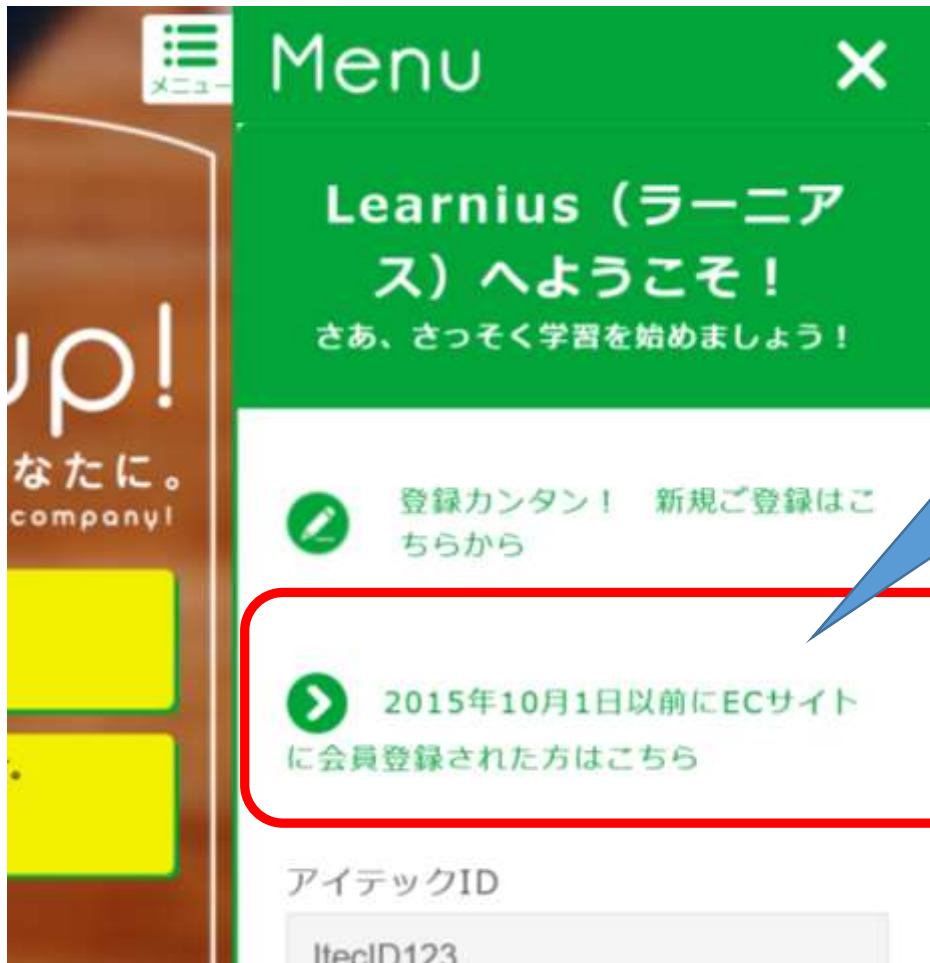 メニュー
Menu
Learnius（ラーニア
ス）へようこそ！
さあ、さっそく学習を始めましょう！
up!
なたに。
company!
登録カンタン！　新規ご登録はこ
ちらから
2015年10月1日以前にECサイト
に会員登録された方はこちら
アイテックID
ItecID123